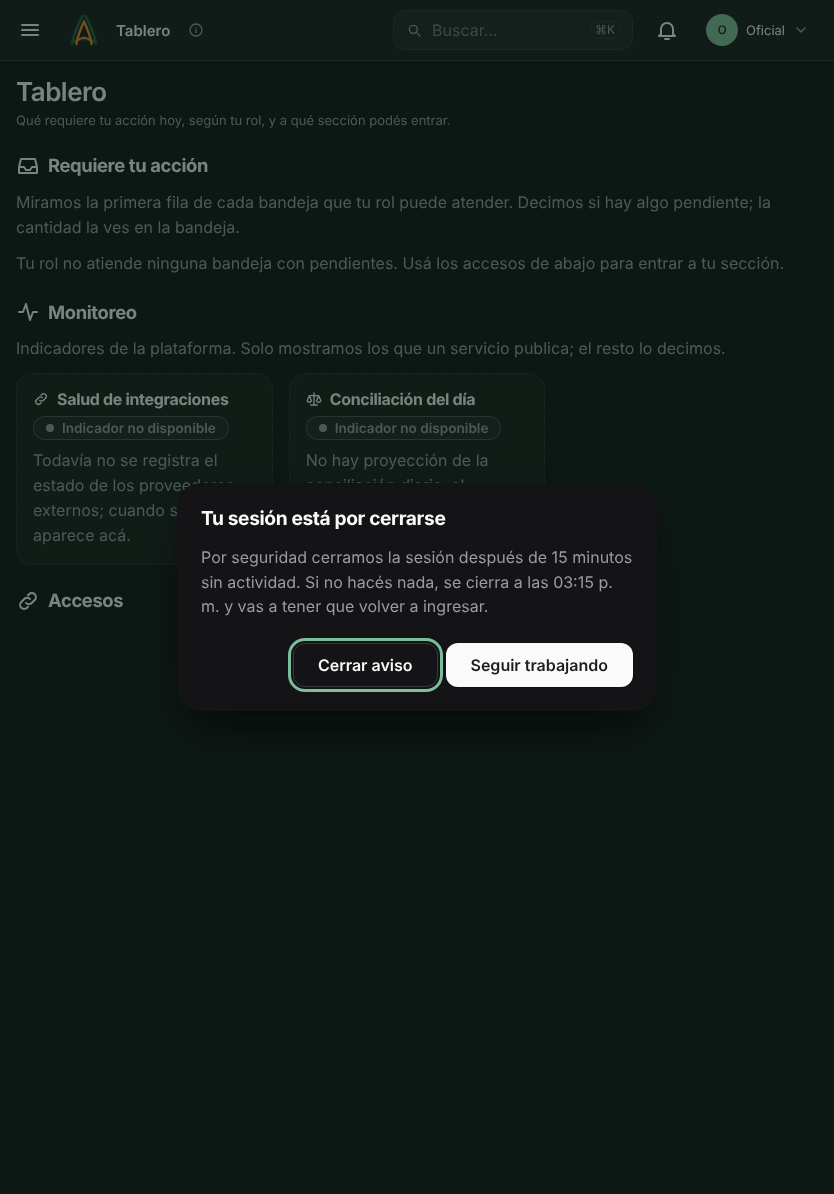 Tablero
Buscar...
⌘K
O
Oficial
Tablero
Qué requiere tu acción hoy, según tu rol, y a qué sección podés entrar.
Requiere tu acción
Miramos la primera fila de cada bandeja que tu rol puede atender. Decimos si hay algo pendiente; la
cantidad la ves en la bandeja.
Tu rol no atiende ninguna bandeja con pendientes. Usá los accesos de abajo para entrar a tu sección.
Monitoreo
Indicadores de la plataforma. Solo mostramos los que un servicio publica; el resto lo decimos.
Salud de integraciones
Indicador no disponible
Todavía no se registra el
estado de los proveedores
externos; cuando
aparece acá.
Conciliación del día
Indicador no disponible
No hay proyección de la
conciliación diaria; el
Tu sesión está por cerrarse
Por seguridad cerramos la sesión después de 15 minutos
sin actividad. Si no hacés nada, se cierra a las 03:15 p.
m. y vas a tener que volver a ingresar.
Cerrar aviso
Seguir trabajando
Accesos